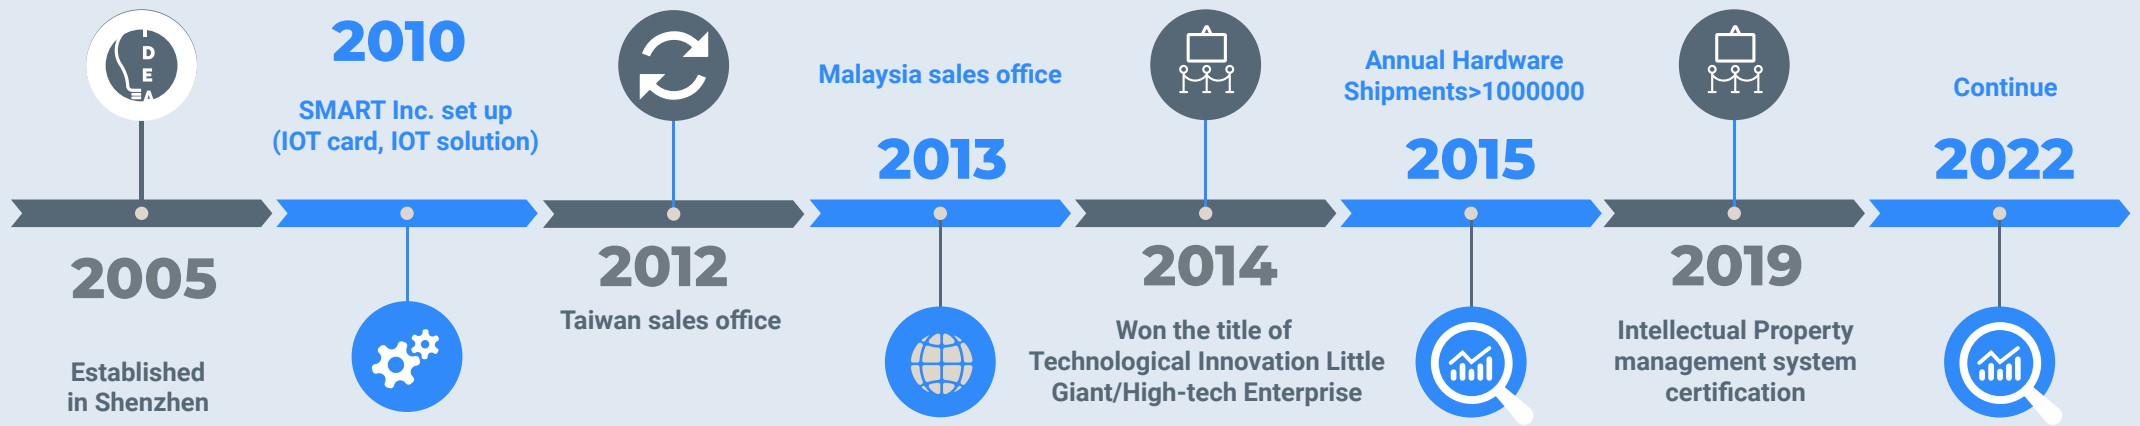 I
D
E
A
2005
Established
in Shenzhen
2010
SMART Inc. set up
(IOT card, IOT solution)
2012
Taiwan sales office
Malaysia sales office
2013
2014
Won the title of
Technological Innovation Little
Giant/High-tech Enterprise
Annual Hardware
Shipments>1000000
2015
2019
Intellectual Property
management system
certification
Continue
2022